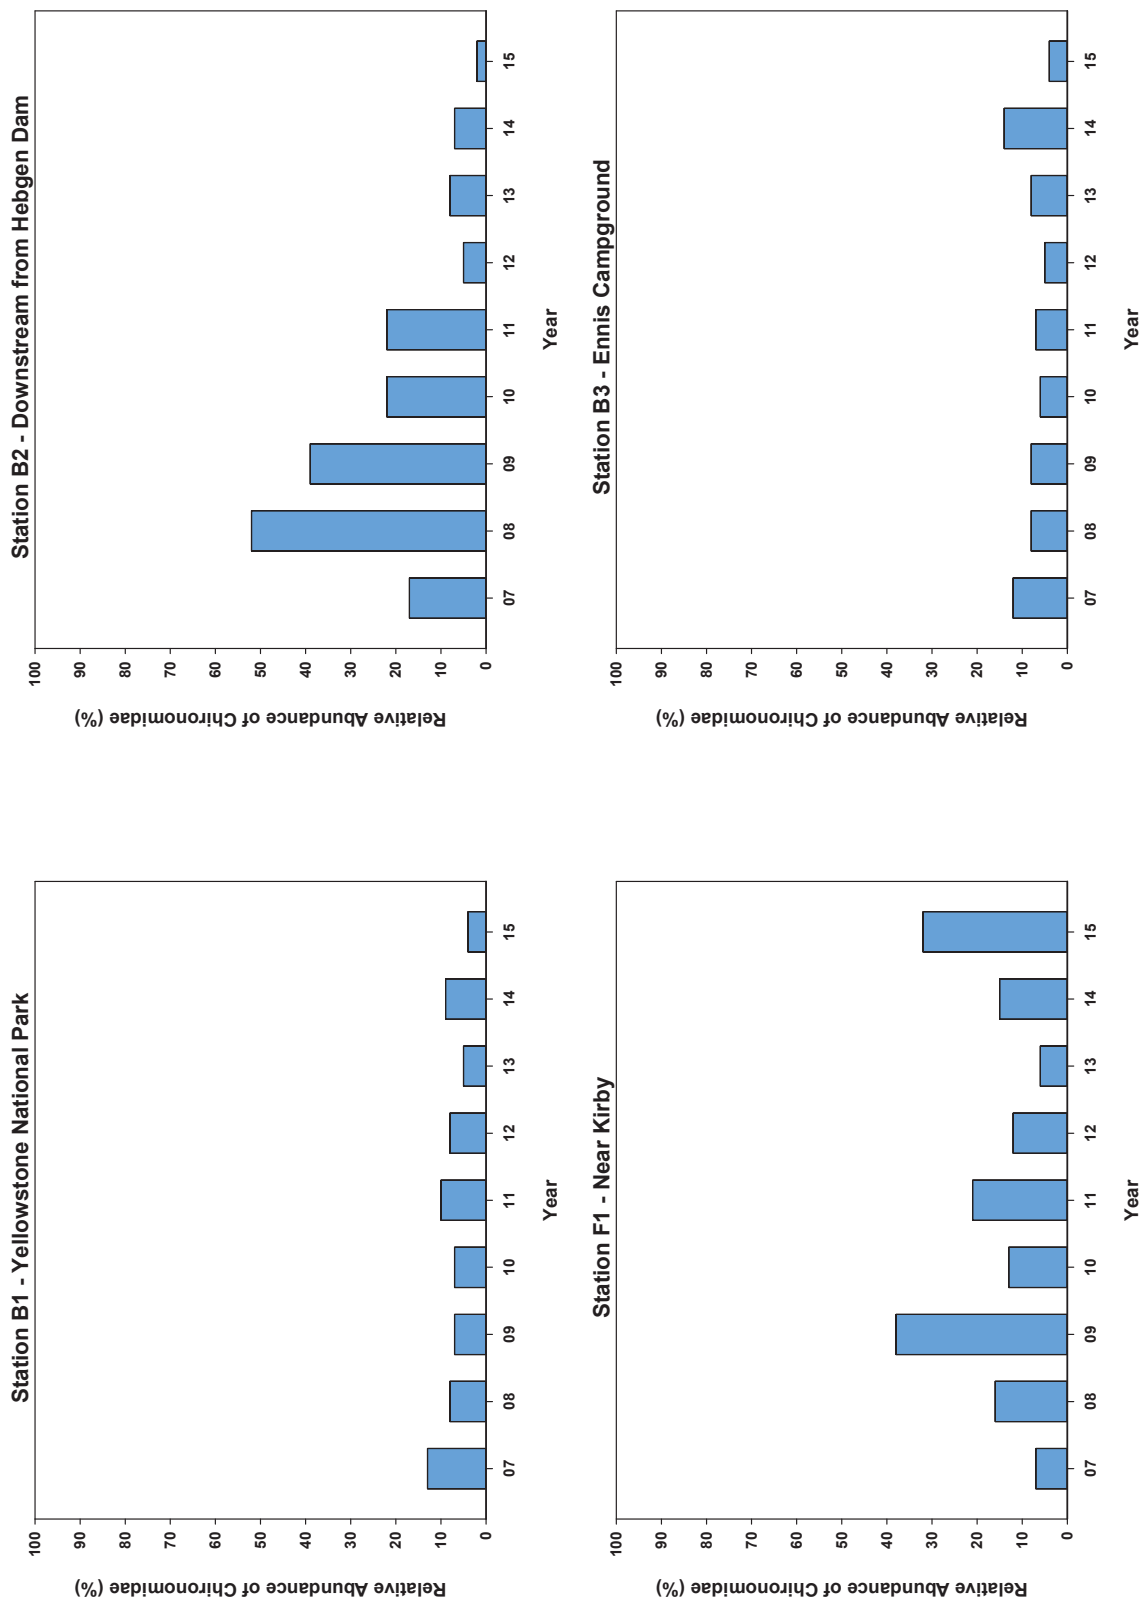 Station B1 - Yellowstone National Park
Relative Abundance of Chironomidae (%)
100
90
80
70
60
50
40
30
20
10
0
07 08 09 10 11 12 13 14 15
Year
Station B2 - Downstream from Hebgen Dam
Relative Abundance of Chironomidae (%)
100
90
80
70
60
50
40
30
20
10
0
07 08 09 10 11 12 13 14 15
Year
Station F1 - Near Kirby
Relative Abundance of Chironomidae (%)
100
90
80
70
60
50
40
30
20
10
0
07 08 09 10 11 12 13 14 15
Year
Station B3 - Ennis Campground
Relative Abundance of Chironomidae (%)
100
90
80
70
60
50
40
30
20
10
0
07 08 09 10 11 12 13 14 15
Year